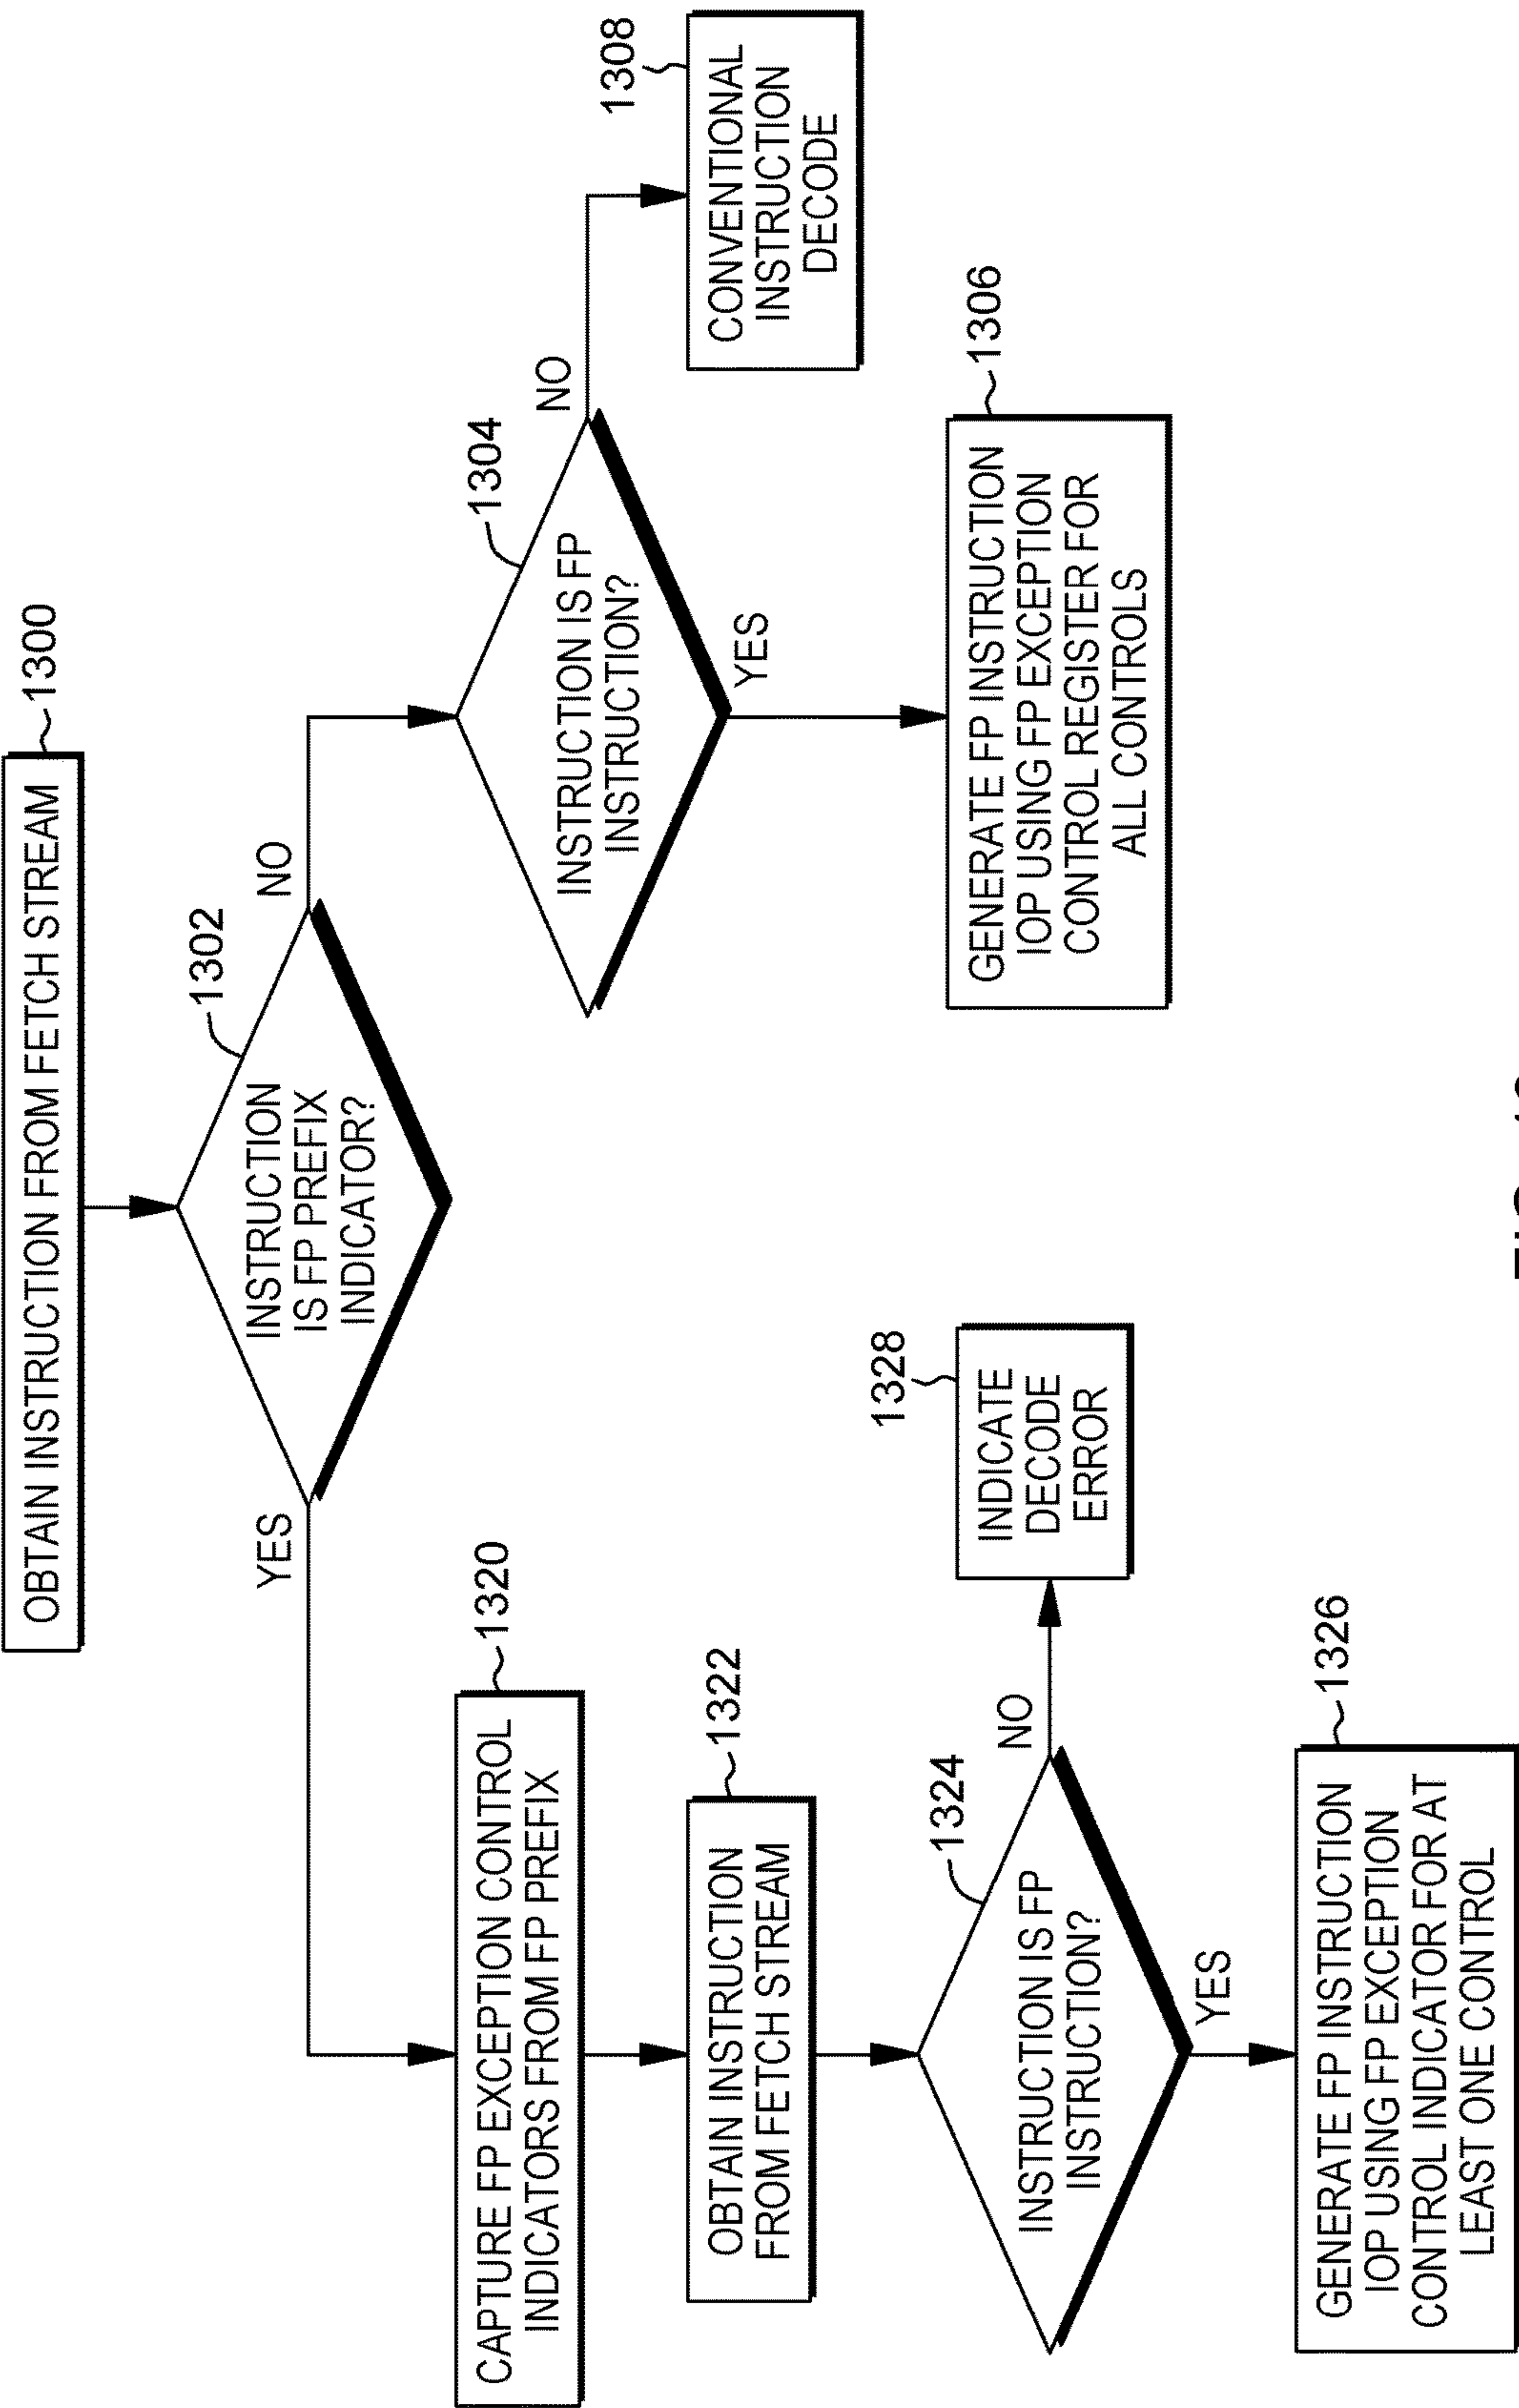 OBTAIN INSTRUCTION FROM FETCH STREAM
1300
INSTRUCTION
IS FP PREFIX
INDICATOR?
1302
YES
NO
CAPTURE FP EXCEPTION CONTROL
INDICATORS FROM FP PREFIX
1320
OBTAIN INSTRUCTION
FROM FETCH STREAM
1322
INSTRUCTION IS FP
INSTRUCTION?
1324
NO
YES
INDICATE
DECODE
ERROR
1328
GENERATE FP INSTRUCTION
IOP USING FP EXCEPTION
CONTROL INDICATOR FOR AT
LEAST ONE CONTROL
1326
INSTRUCTION IS FP
INSTRUCTION?
1304
NO
YES
CONVENTIONAL
INSTRUCTION
DECODE
1308
GENERATE FP INSTRUCTION
IOP USING FP EXCEPTION
CONTROL REGISTER FOR
ALL CONTROLS
1306